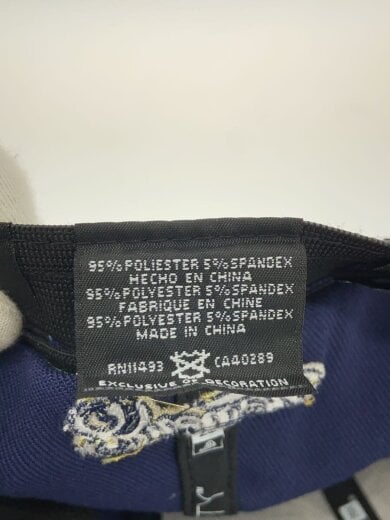 95% POLIESTER 5% SPANDEX
HECHO EN CHINA
95% POLYESTER 5% SPANDEX
FABRIQUE EN CHINE
95% POLYESTER 5% SPANDEX
MADE IN CHINA
RN11493 CA40289
EXCLUSIVE OF DECORATION
TY